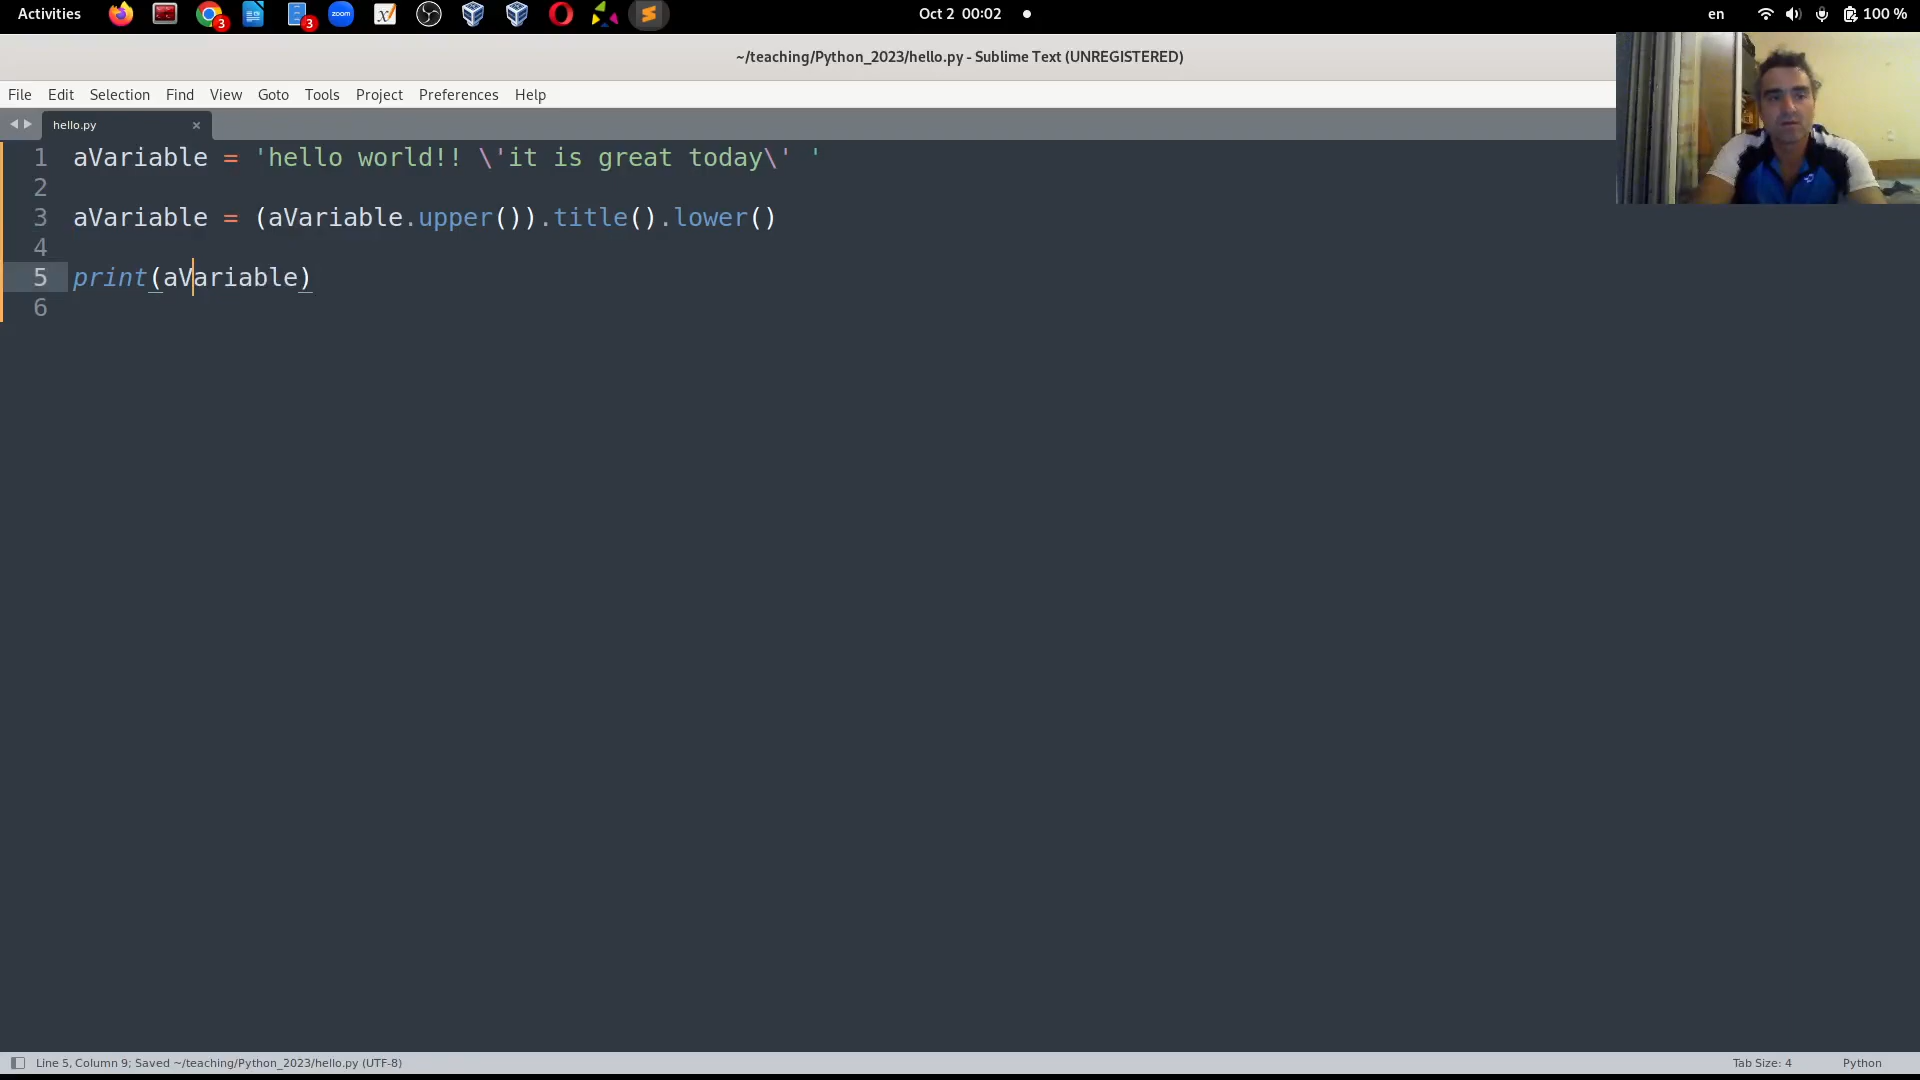 Activities
3
3
zoom
Oct 2 00:02
en
100 %
~/teaching/Python_2023/hello.py - Sublime Text (UNREGISTERED)
File Edit Selection Find View Goto Tools Project Preferences Help
hello.py
1 aVariable = 'hello world!! \'it is great today\' '
2
3 aVariable = (aVariable.upper()).title().lower()
4
5 print(aVariable)
6
Line 5, Column 9; Saved ~/teaching/Python_2023/hello.py (UTF-8)
Tab Size: 4
Python